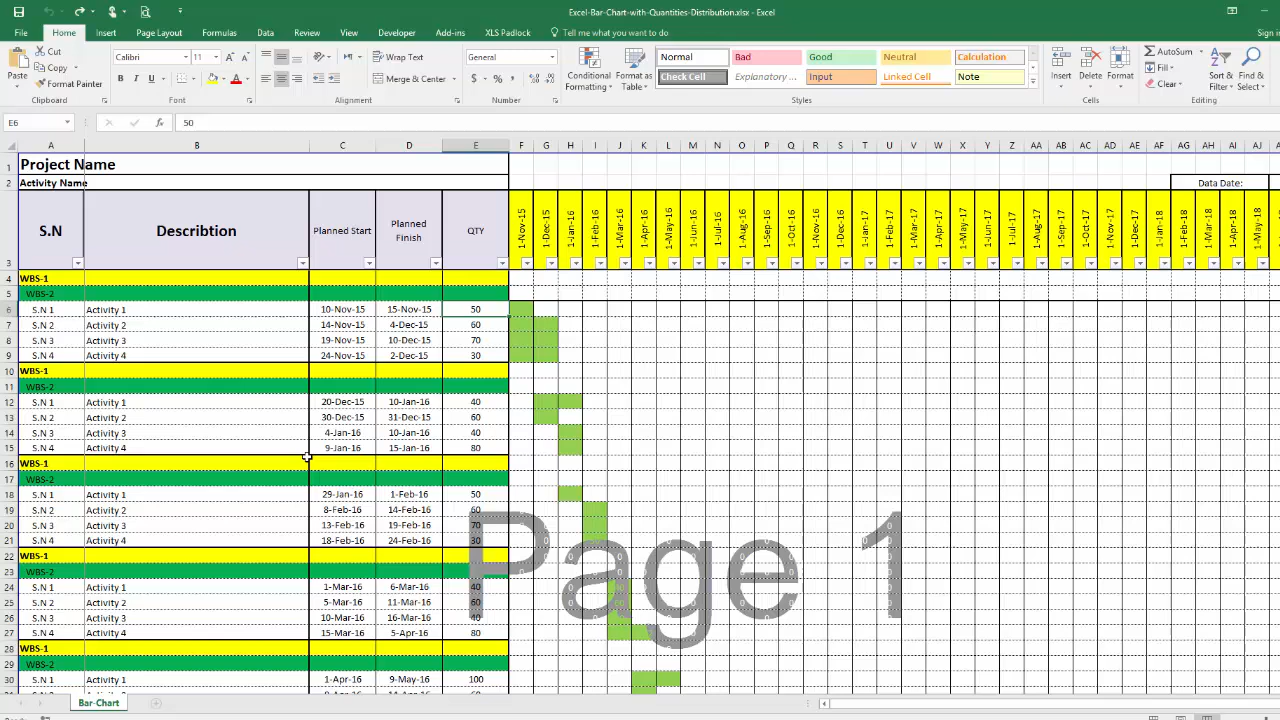 Excel-Bar-Chart-with-Quantities-Distribution.xlsx - Excel
Sign in
File Home Insert Page Layout Formulas Data Review View Developer Add-ins XLS Padlock Tell me what you want to do
Paste Cut Copy Format Painter Clipboard
Calibri 11 B I U Font
Wrap Text Merge & Center Alignment
General $ % , Number
Conditional Formatting Format as Table
Normal Bad Good Neutral Calculation
Check Cell Explanatory ... Input Linked Cell Note
Styles
Insert Delete Format Cells
AutoSum Fill Clear Sort & Filter Find & Select Editing
E6 fx 50
A B C D E F G H I J K L M N O P Q R S T U V W X Y Z AA AB AC AD AE AF AG AH AI AJ
1 Project Name
2 Activity Name Data Date:
3 S.N Describtion Planned Start Planned Finish QTY 1-Nov-15 1-Dec-15 1-Jan-16 1-Feb-16 1-Mar-16 1-Apr-16 1-May-16 1-Jun-16 1-Jul-16 1-Aug-16 1-Sep-16 1-Oct-16 1-Nov-16 1-Dec-16 1-Jan-17 1-Feb-17 1-Mar-17 1-Apr-17 1-May-17 1-Jun-17 1-Jul-17 1-Aug-17 1-Sep-17 1-Oct-17 1-Nov-17 1-Dec-17 1-Jan-18 1-Feb-18 1-Mar-18 1-Apr-18 1-May-18
4 WBS-1
5 WBS-2
6 S.N 1 Activity 1 10-Nov-15 15-Nov-15 50
7 S.N 2 Activity 2 14-Nov-15 4-Dec-15 60
8 S.N 3 Activity 3 19-Nov-15 10-Dec-15 70
9 S.N 4 Activity 4 24-Nov-15 2-Dec-15 30
10 WBS-1
11 WBS-2
12 S.N 1 Activity 1 20-Dec-15 10-Jan-16 40
13 S.N 2 Activity 2 30-Dec-15 31-Dec-15 60
14 S.N 3 Activity 3 4-Jan-16 10-Jan-16 40
15 S.N 4 Activity 4 9-Jan-16 15-Jan-16 80
16 WBS-1
17 WBS-2
18 S.N 1 Activity 1 29-Jan-16 1-Feb-16 50
19 S.N 2 Activity 2 8-Feb-16 14-Feb-16 60
20 S.N 3 Activity 3 13-Feb-16 19-Feb-16 70
21 S.N 4 Activity 4 18-Feb-16 24-Feb-16 30
Page 1
22 WBS-1
23 WBS-2
24 S.N 1 Activity 1 1-Mar-16 6-Mar-16 40
25 S.N 2 Activity 2 5-Mar-16 11-Mar-16 60
26 S.N 3 Activity 3 10-Mar-16 16-Mar-16 40
27 S.N 4 Activity 4 15-Mar-16 5-Apr-16 80
28 WBS-1
29 WBS-2
30 S.N 1 Activity 1 1-Apr-16 9-May-16 100
Bar-Chart